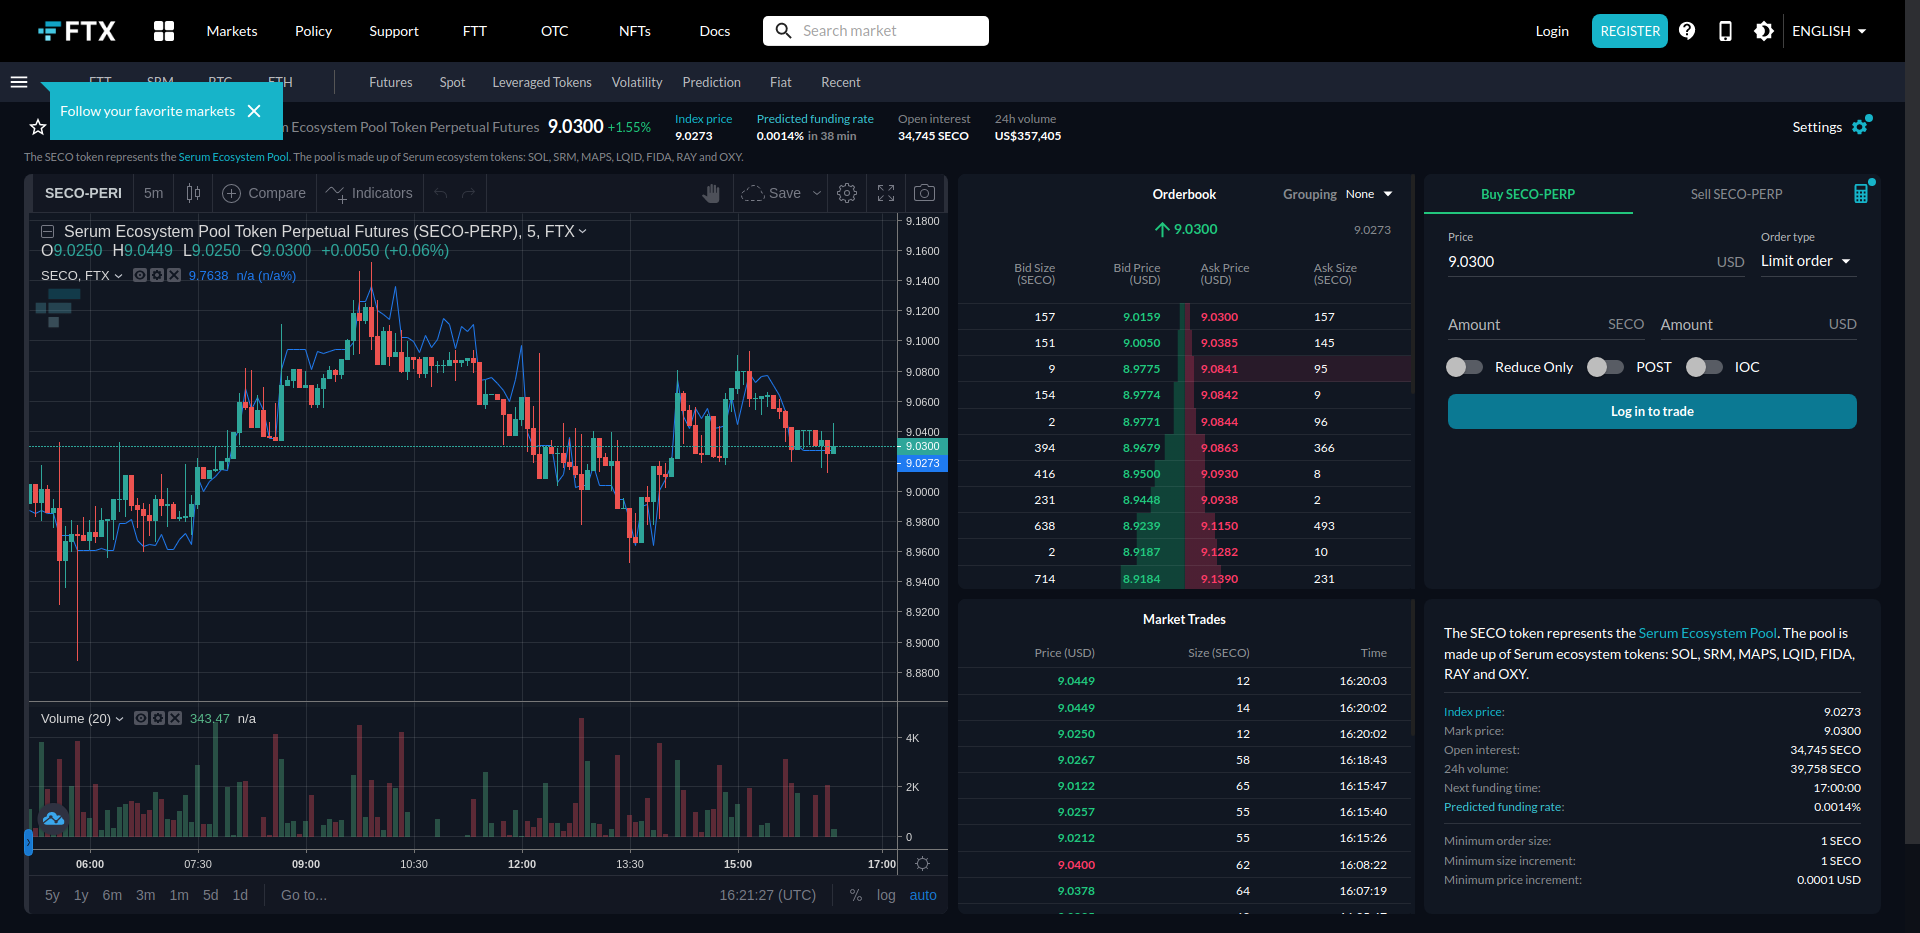 FTX
Markets Policy Support FTT OTC NFTs Docs Search market Login REGISTER ENGLISH
Futures Spot Leveraged Tokens Volatility Prediction Fiat Recent
Follow your favorite markets
Ecosystem Pool Token Perpetual Futures 9.0300 +1.55%
Index price
9.0273
Predicted funding rate
0.0014% in 38 min
Open interest
34,745 SECO
24h volume
US$357,405
Settings
The SECO token represents the Serum Ecosystem Pool. The pool is made up of Serum ecosystem tokens: SOL, SRM, MAPS, LQID, FIDA, RAY and OXY.
SECO-PERI 5m Compare Indicators Save
Serum Ecosystem Pool Token Perpetual Futures (SECO-PERP), 5, FTX
O9.0250 H9.0449 L9.0250 C9.0300 +0.0050 (+0.06%)
SECO, FTX 9.7638 n/a (n/a%)
9.1800
9.1600
9.1400
9.1200
9.1000
9.0800
9.0600
9.0400
9.0300
9.0273
9.0000
8.9800
8.9600
8.9400
8.9200
8.9000
8.8800
Volume (20) 343.47 n/a
4K
2K
0
06:00 07:30 09:00 10:30 12:00 13:30 15:00 17:00
5y 1y 6m 3m 1m 5d 1d Go to... 16:21:27 (UTC) % log auto
Orderbook Grouping None
9.0300 9.0273
Bid Size Bid Price Ask Price Ask Size
(SECO) (USD) (USD) (SECO)
157 9.0159 9.0300 157
151 9.0050 9.0385 145
9 8.9775 9.0841 95
154 8.9774 9.0842 9
2 8.9771 9.0844 96
394 8.9679 9.0863 366
416 8.9500 9.0930 8
231 8.9448 9.0938 2
638 8.9239 9.1150 493
2 8.9187 9.1282 10
714 8.9184 9.1390 231
Market Trades
Price (USD) Size (SECO) Time
9.0449 12 16:20:03
9.0449 14 16:20:02
9.0250 12 16:20:02
9.0267 58 16:18:43
9.0122 65 16:15:47
9.0257 55 16:15:40
9.0212 55 16:15:26
9.0400 62 16:08:22
9.0378 64 16:07:19
Buy SECO-PERP Sell SECO-PERP
Price Order type
9.0300 USD Limit order
Amount SECO Amount USD
Reduce Only POST IOC
Log in to trade
The SECO token represents the Serum Ecosystem Pool. The pool is
made up of Serum ecosystem tokens: SOL, SRM, MAPS, LQID, FIDA,
RAY and OXY.
Index price: 9.0273
Mark price: 9.0300
Open interest: 34,745 SECO
24h volume: 39,758 SECO
Next funding time: 17:00:00
Predicted funding rate: 0.0014%
Minimum order size: 1 SECO
Minimum size increment: 1 SECO
Minimum price increment: 0.0001 USD